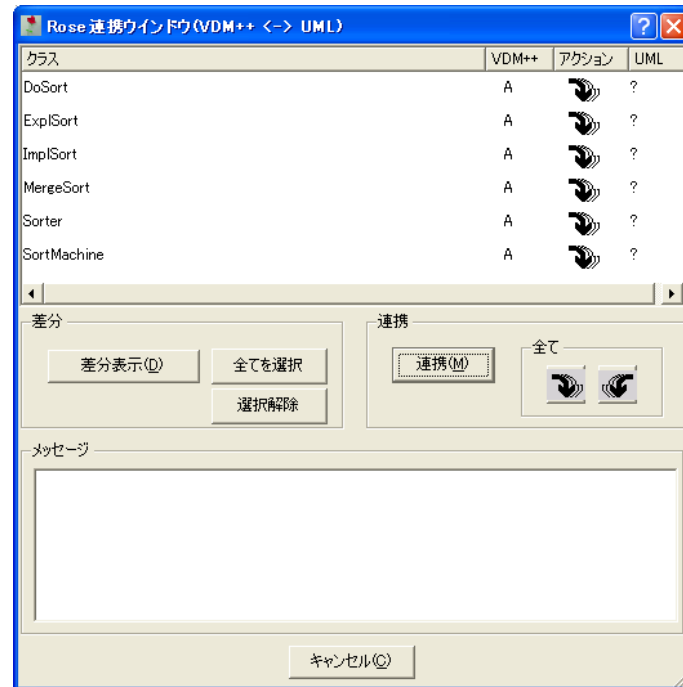 Rose 連携ウインドウ(VDM++ <-> UML)
クラス VDM++ アクション UML
DoSort A ?
ExplSort A ?
ImplSort A ?
MergeSort A ?
Sorter A ?
SortMachine A ?
差分 連携
差分表示(D) 全てを選択 連携(M) 全て
選択解除
メッセージ
キャンセル(C)